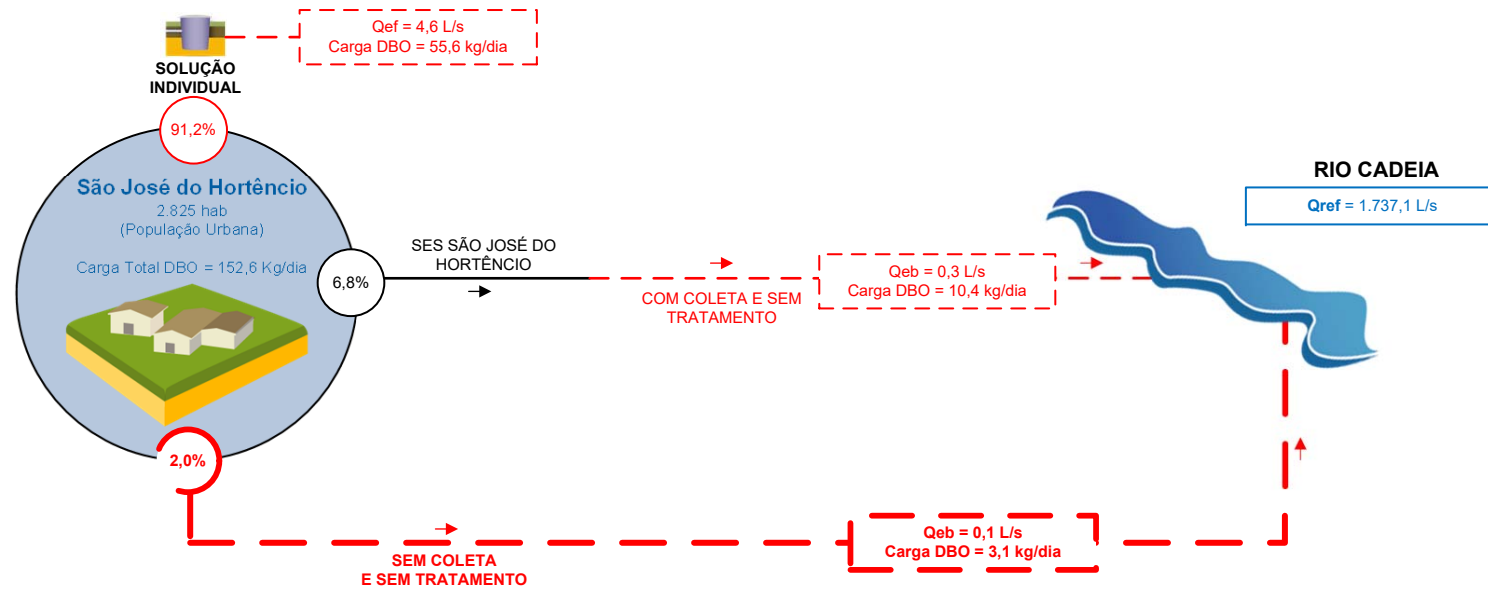 Qef = 4,6 L/s
Carga DBO = 55,6 kg/dia
SOLUÇÃO
INDIVIDUAL
91,2%
São José do Hortêncio
2.825 hab
(População Urbana)
Carga Total DBO = 152,6 Kg/dia
6,8%
SES SÃO JOSÉ DO
HORTÊNCIO
COM COLETA E SEM
TRATAMENTO
Qeb = 0,3 L/s
Carga DBO = 10,4 kg/dia
RIO CADEIA
Qref = 1.737,1 L/s
2,0%
SEM COLETA
E SEM TRATAMENTO
Qeb = 0,1 L/s
Carga DBO = 3,1 kg/dia